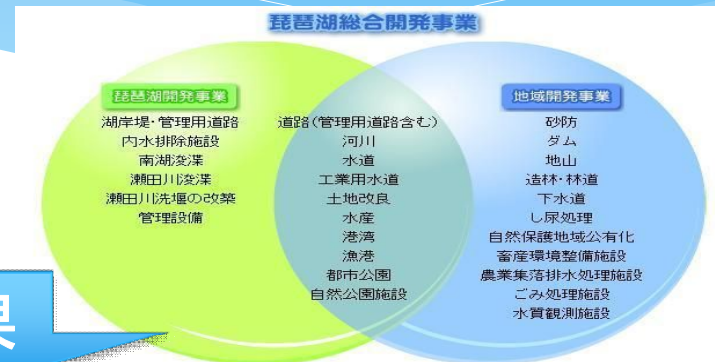 琵琶湖総合開発事業
琵琶湖開発事業
湖岸堤・管理用道路
内水排除施設
南湖浚渫
瀬田川浚渫
瀬田川洗堰の改築
管理設備
道路(管理用道路含む)
河川
水道
工業用水道
土地改良
水産
港湾
漁港
都市公園
自然公園施設
地域開発事業
砂防
ダム
地山
造林・林道
下水道
し尿処理
自然保護地域公有化
畜産環境整備施設
農業集落排水処理施設
ごみ処理施設
水質観測施設
果